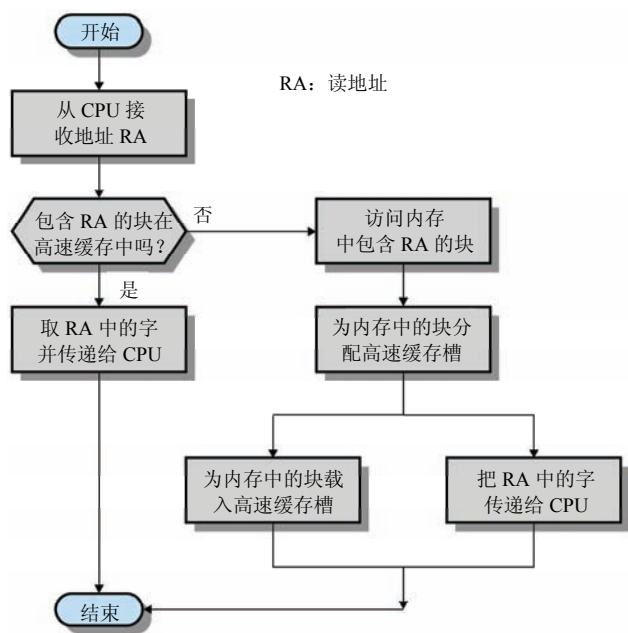 开始
RA：读地址
从 CPU 接
收地址 RA
包含 RA 的块在
高速缓存中吗？
否
访问内存
中包含 RA 的块
是
取 RA 中的字
并传递给 CPU
为内存中的块分
配高速缓存槽
为内存中的块载
入高速缓存槽
把 RA 中的字
传递给 CPU
结束